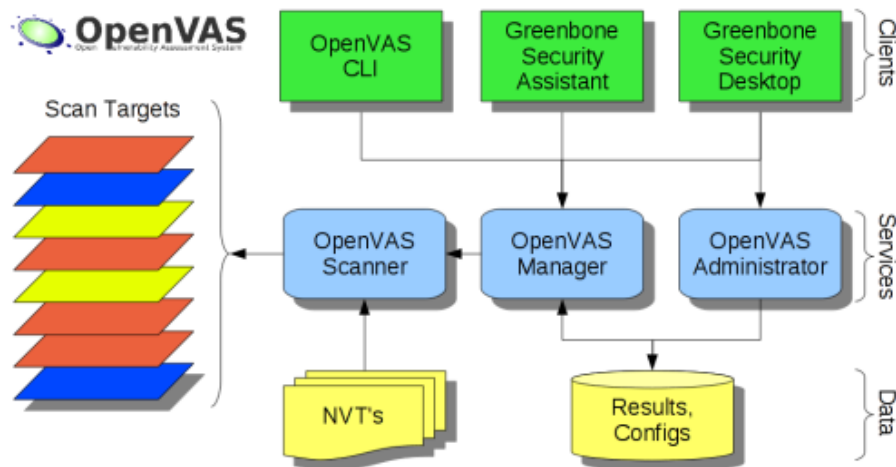 OpenVAS
Open Vulnerability Assessment System
OpenVAS
CLI
Greenbone
Security
Assistant
Greenbone
Security
Desktop
Clients
Scan Targets
OpenVAS
Scanner
OpenVAS
Manager
OpenVAS
Administrator
Services
NVT's
Results,
Configs
Data